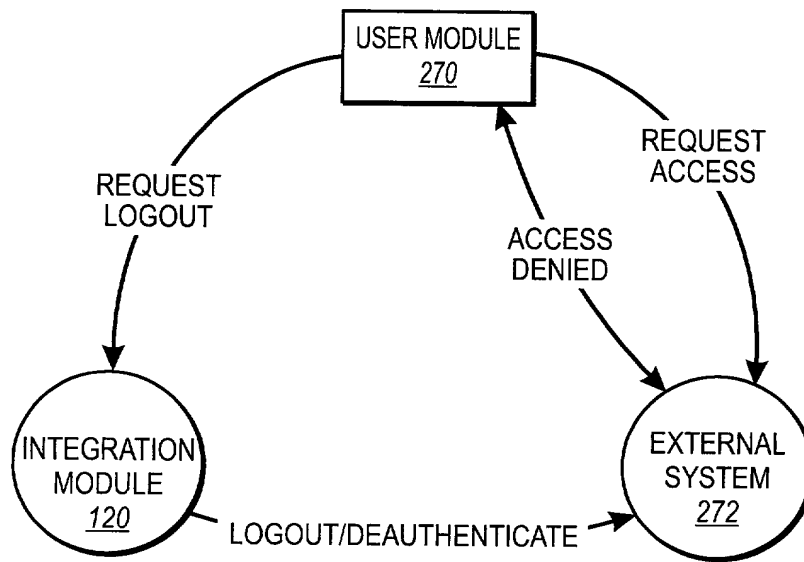 USER MODULE
270
REQUEST
ACCESS
REQUEST
LOGOUT
ACCESS
DENIED
INTEGRATION
MODULE
120
EXTERNAL
SYSTEM
272
LOGOUT/DEAUTHENTICATE